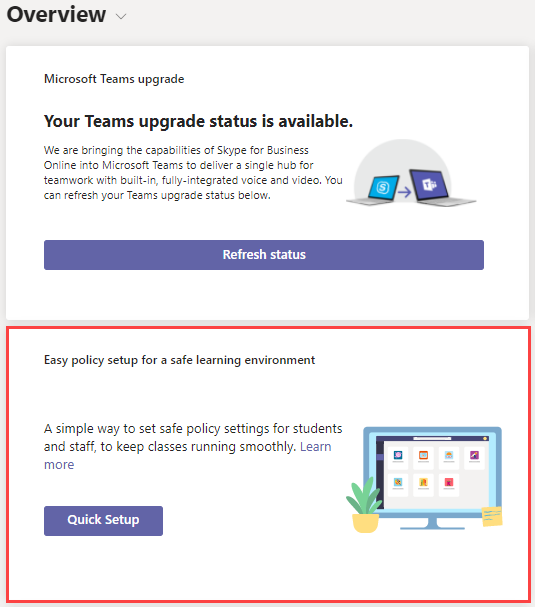 Overview
Microsoft Teams upgrade
Your Teams upgrade status is available.
We are bringing the capabilities of Skype for Business
Online into Microsoft Teams to deliver a single hub for
teamwork with built-in, fully-integrated voice and video. You
can refresh your Teams upgrade status below.
Refresh status
Easy policy setup for a safe learning environment
A simple way to set safe policy settings for students
and staff, to keep classes running smoothly. Learn
more
Quick Setup